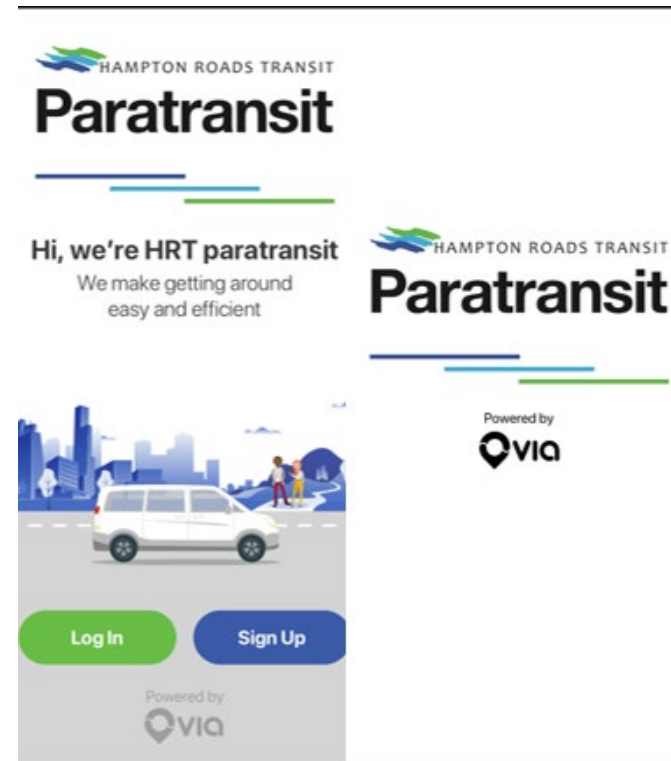 HAMPTON ROADS TRANSIT
Paratransit
Hi, we're HRT paratransit
We make getting around
easy and efficient
Log In
Sign Up
Powered by
via
HAMPTON ROADS TRANSIT
Paratransit
Powered by
via